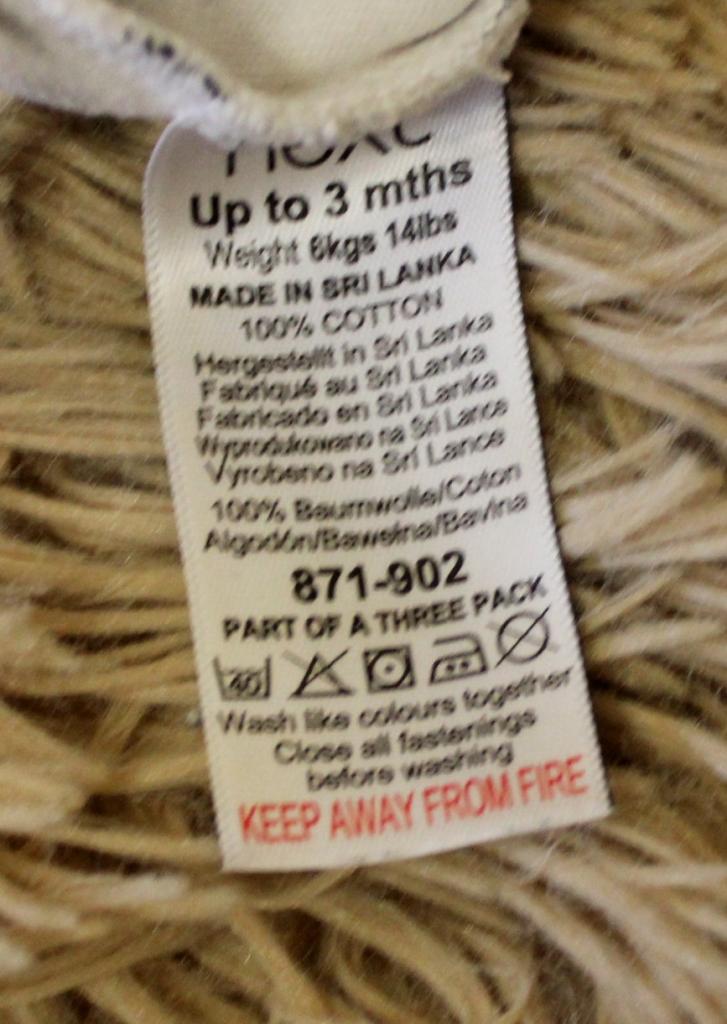 next
Up to 3 mths
Weight 6kgs 14lbs
MADE IN SRI LANKA
100% COTTON
Hergestellt in Sri Lanka
Fabriqué au Sri Lanka
Fabricado en Sri Lanka
Wyprodukowano na Sri Lance
Vyrobeno na Sri Lance
100% Baumwolle/Coton
Algodón/Bawełna/Bavlna
871-902
PART OF A THREE PACK
40
Wash like colours together
Close all fastenings
before washing
KEEP AWAY FROM FIRE